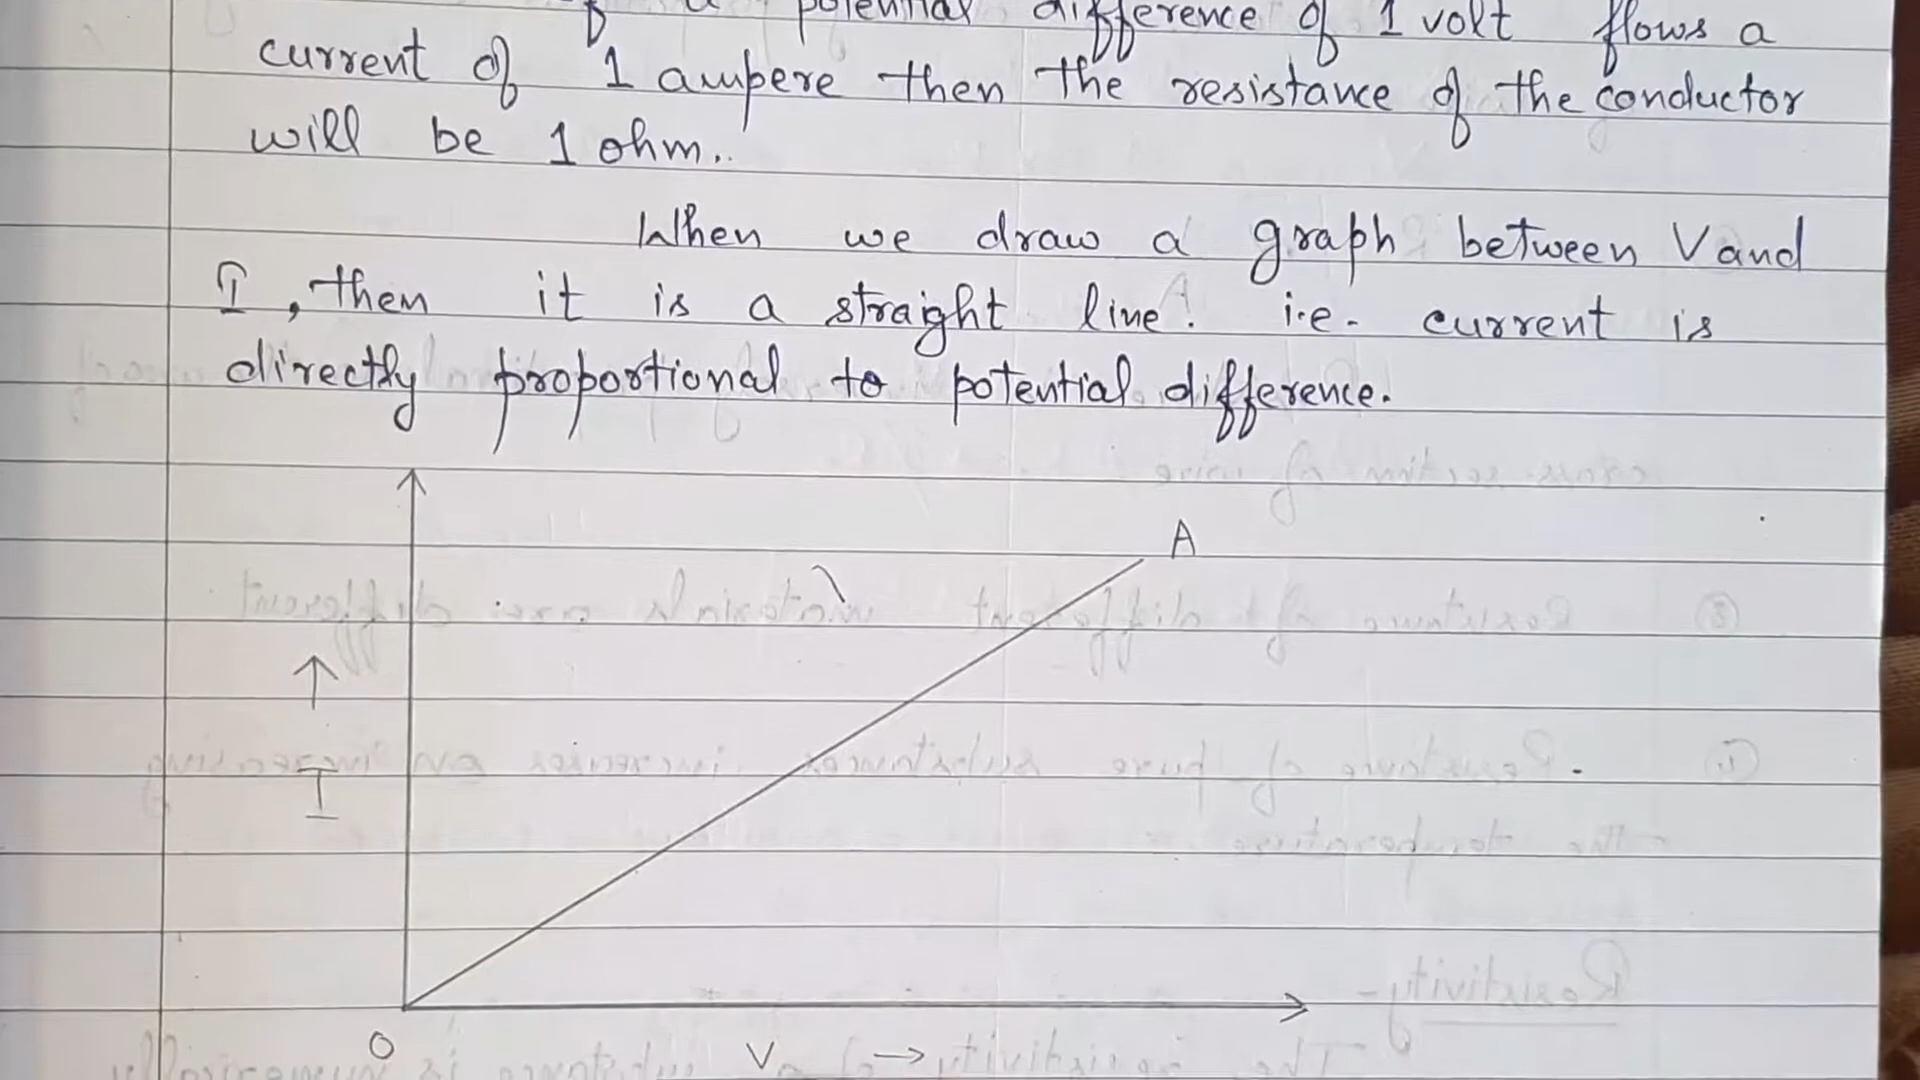 potential difference of 1 volt flows a
current of 1 ampere then the resistance of the conductor
will be 1 ohm..
When we draw a graph between V and
I, then it is a straight line. i.e. current is
directly proportional to potential difference.
A
↑
I
O
V →